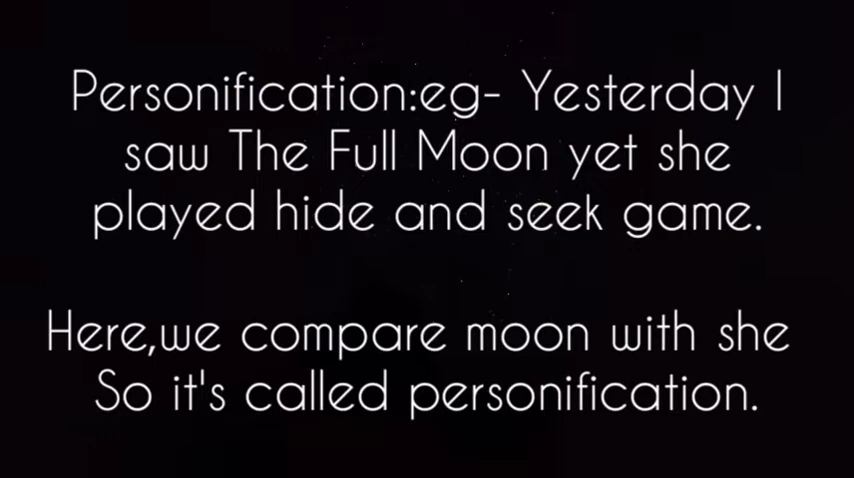 Personification:eg- Yesterday I
saw The Full Moon yet she
played hide and seek game.
Here,we compare moon with she
So it's called personification.